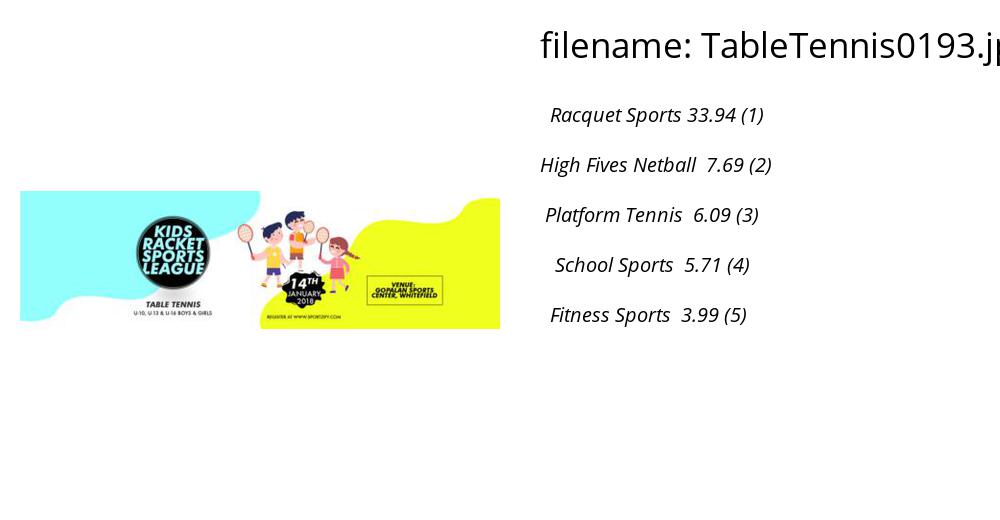 filename: TableTennis0193.jp
Racquet Sports 33.94 (1)
High Fives Netball 7.69 (2)
Platform Tennis 6.09 (3)
School Sports 5.71 (4)
Fitness Sports 3.99 (5)
KIDS
RACKET
SPORTS
LEAGUE
TABLE TENNIS
U-10, U-13 & U-16 BOYS & GIRLS
14TH
JANUARY
2018
REGISTER AT WWW.SPORTZIFY.COM
VENUE:
GOPALAN SPORTS
CENTER, WHITEFIELD